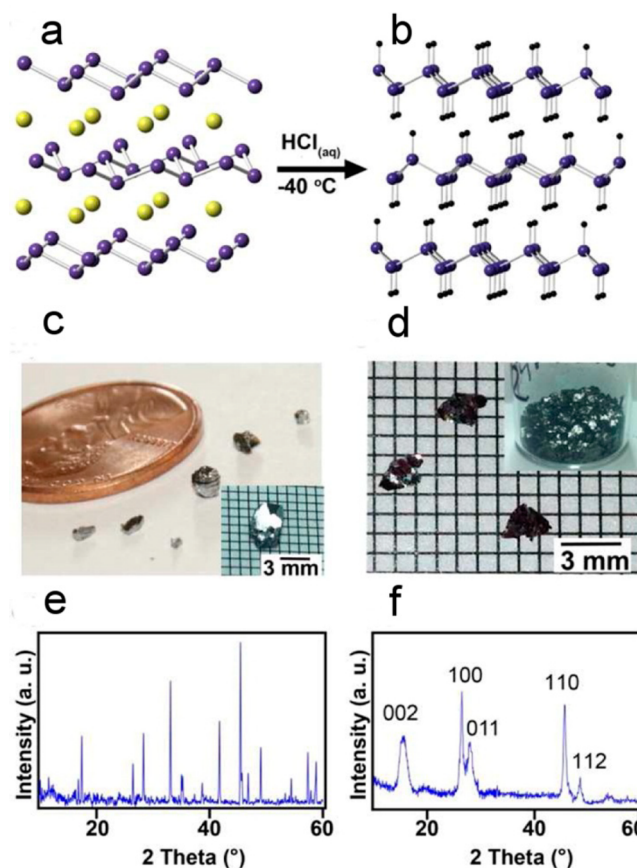 a
b
HCl(aq)
-40 °C
c
d
3 mm
3 mm
e
f
Intensity (a. u.)
20
40
60
2 Theta (°)
Intensity (a. u.)
002
100
011
110
112
20
40
60
2 Theta (°)